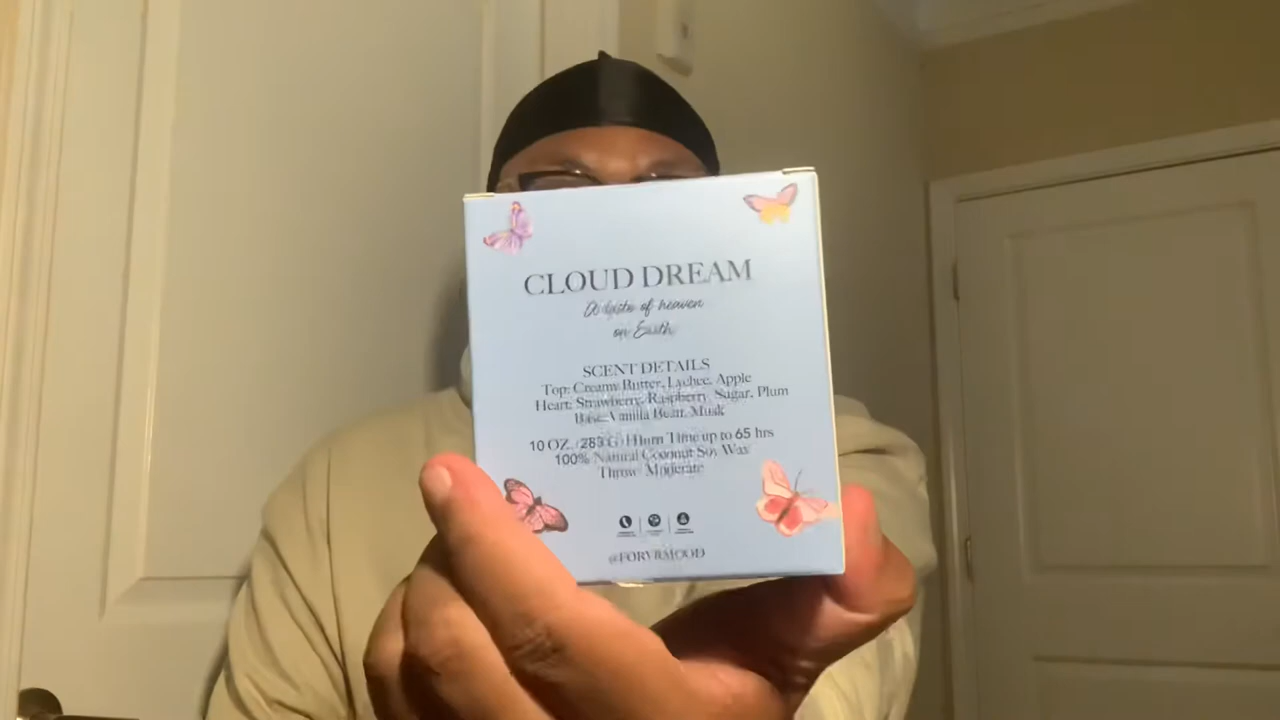 CLOUD DREAM
A taste of heaven
on Earth
SCENT DETAILS
Top: Creamy Butter, Lychee, Apple
Heart: Strawberry, Raspberry, Sugar, Plum
Base: Vanilla Bean, Musk
10 OZ. (283 G) Burn Time up to 65 hrs
100% Natural Coconut Soy Wax
Throw: Moderate
@FORVRMOOD